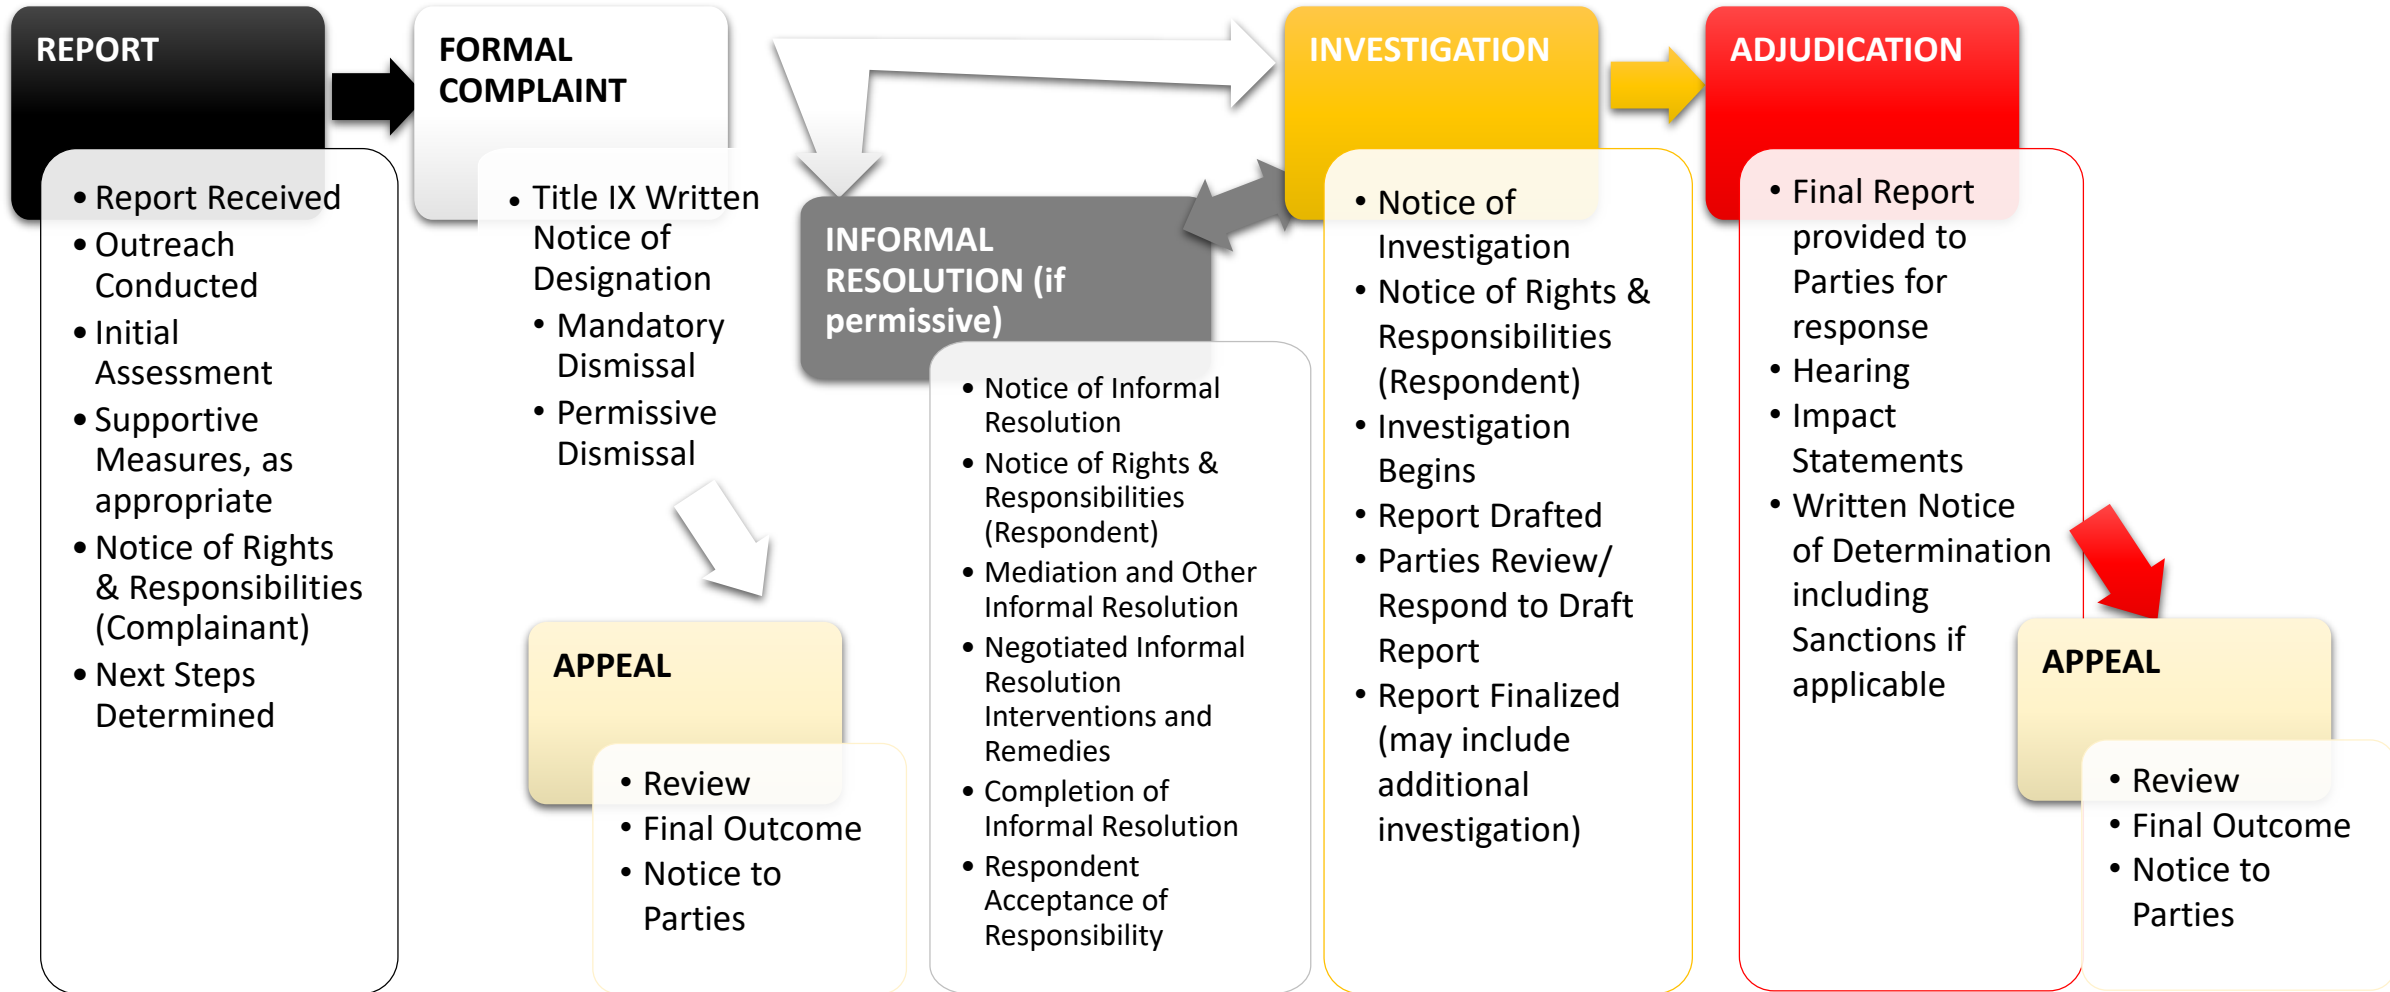 REPORT
• Report Received
• Outreach
Conducted
• Initial
Assessment
• Supportive
Measures, as
appropriate
• Notice of Rights
& Responsibilities
(Complainant)
• Next Steps
Determined
FORMAL
COMPLAINT
• Title IX Written
Notice of
Designation
• Mandatory
Dismissal
• Permissive
Dismissal
APPEAL
• Review
• Final Outcome
• Notice to
Parties
INFORMAL
RESOLUTION (if
permissive)
• Notice of Informal
Resolution
• Notice of Rights &
Responsibilities
(Respondent)
• Mediation and Other
Informal Resolution
• Negotiated Informal
Resolution
Interventions and
Remedies
• Completion of
Informal Resolution
• Respondent
Acceptance of
Responsibility
INVESTIGATION
• Notice of
Investigation
• Notice of Rights &
Responsibilities
(Respondent)
• Investigation
Begins
• Report Drafted
• Parties Review/
Respond to Draft
Report
• Report Finalized
(may include
additional
investigation)
ADJUDICATION
• Final Report
provided to
Parties for
response
• Hearing
• Impact
Statements
• Written Notice
of Determination
including
Sanctions if
applicable
APPEAL
• Review
• Final Outcome
• Notice to
Parties